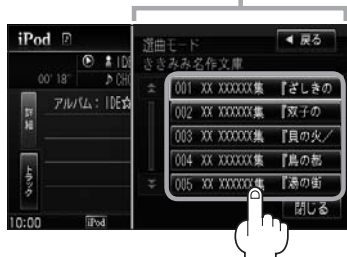 iPod
選曲モード
戻る
ききみみ名作文庫
IDE
00' 18"
CHO
アルバム: IDE☆
トラック
001 XX XXXXXX集 『ざしきの
002 XX XXXXXX集 『双子の
003 XX XXXXXX集 『貝の火/
004 XX XXXXXX集 『鳥の都
005 XX XXXXXX集 『湯の街
閉じる
10:00
iPod